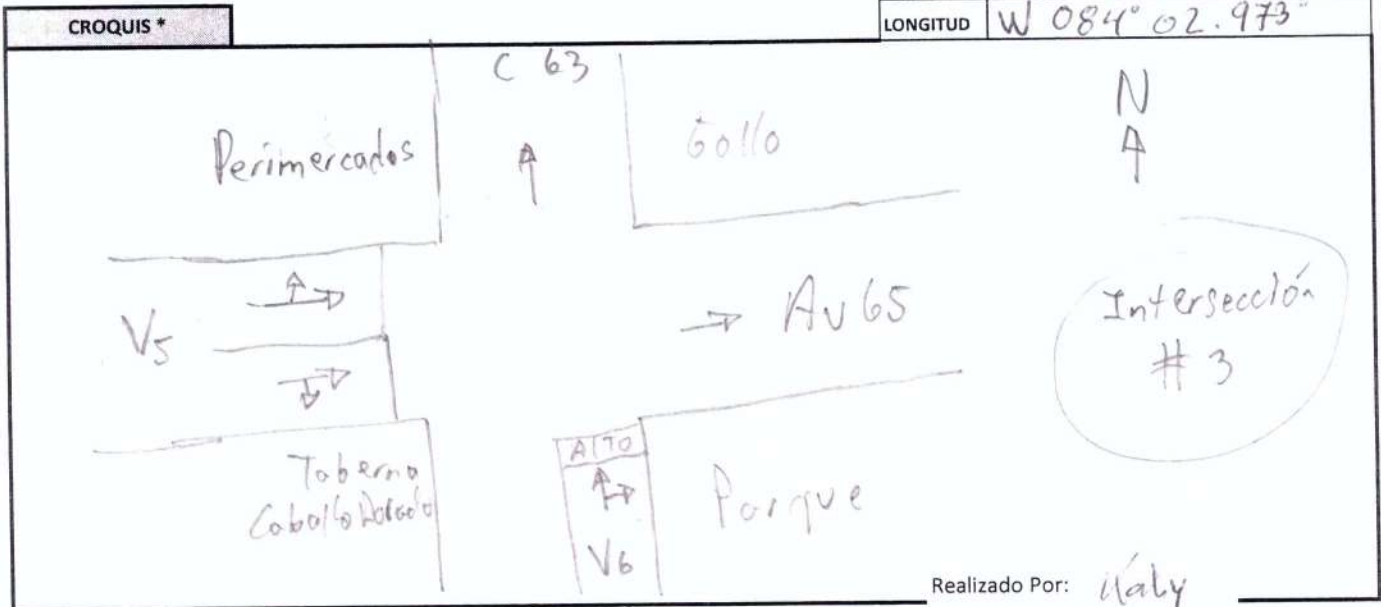 CROQUIS *
LONGITUD W 084° 02.973"
C 63
N
Perimercados
Gollo
V5
Av 65
Intersección
# 3
Taberna
Caballo Dorado
ALTO
Parque
V6
Realizado Por: